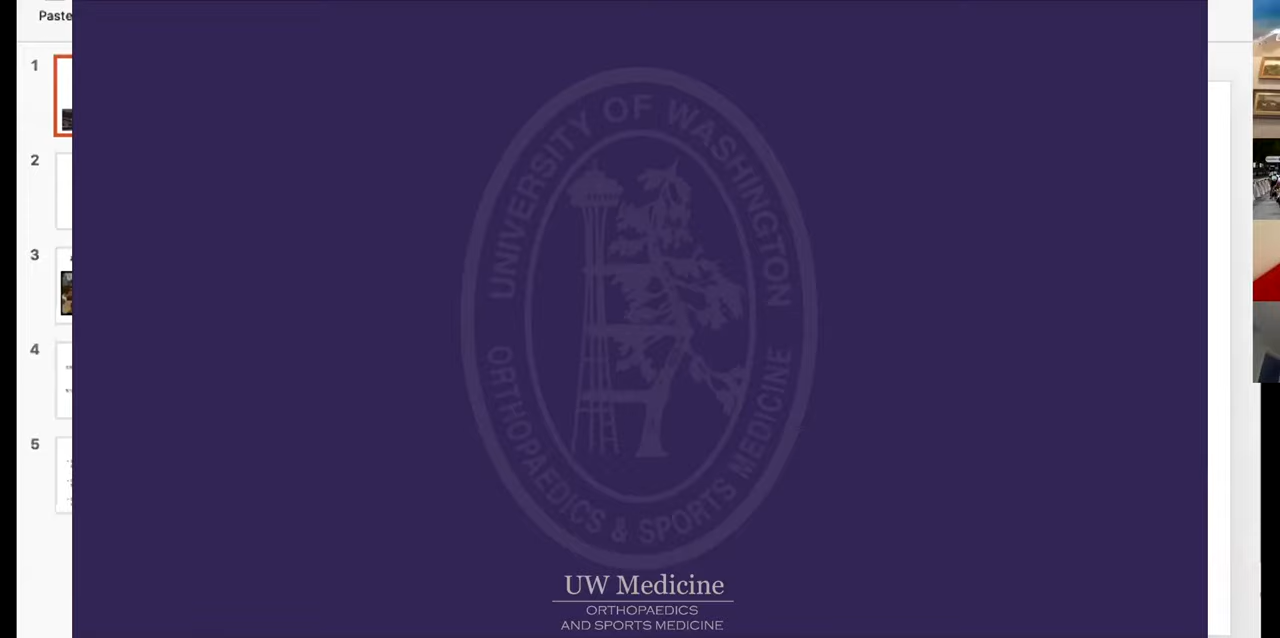 Paste
1
2
3
4
5
UNIVERSITY OF WASHINGTON
ORTHOPAEDICS & SPORTS MEDICINE
UW Medicine
ORTHOPAEDICS
AND SPORTS MEDICINE